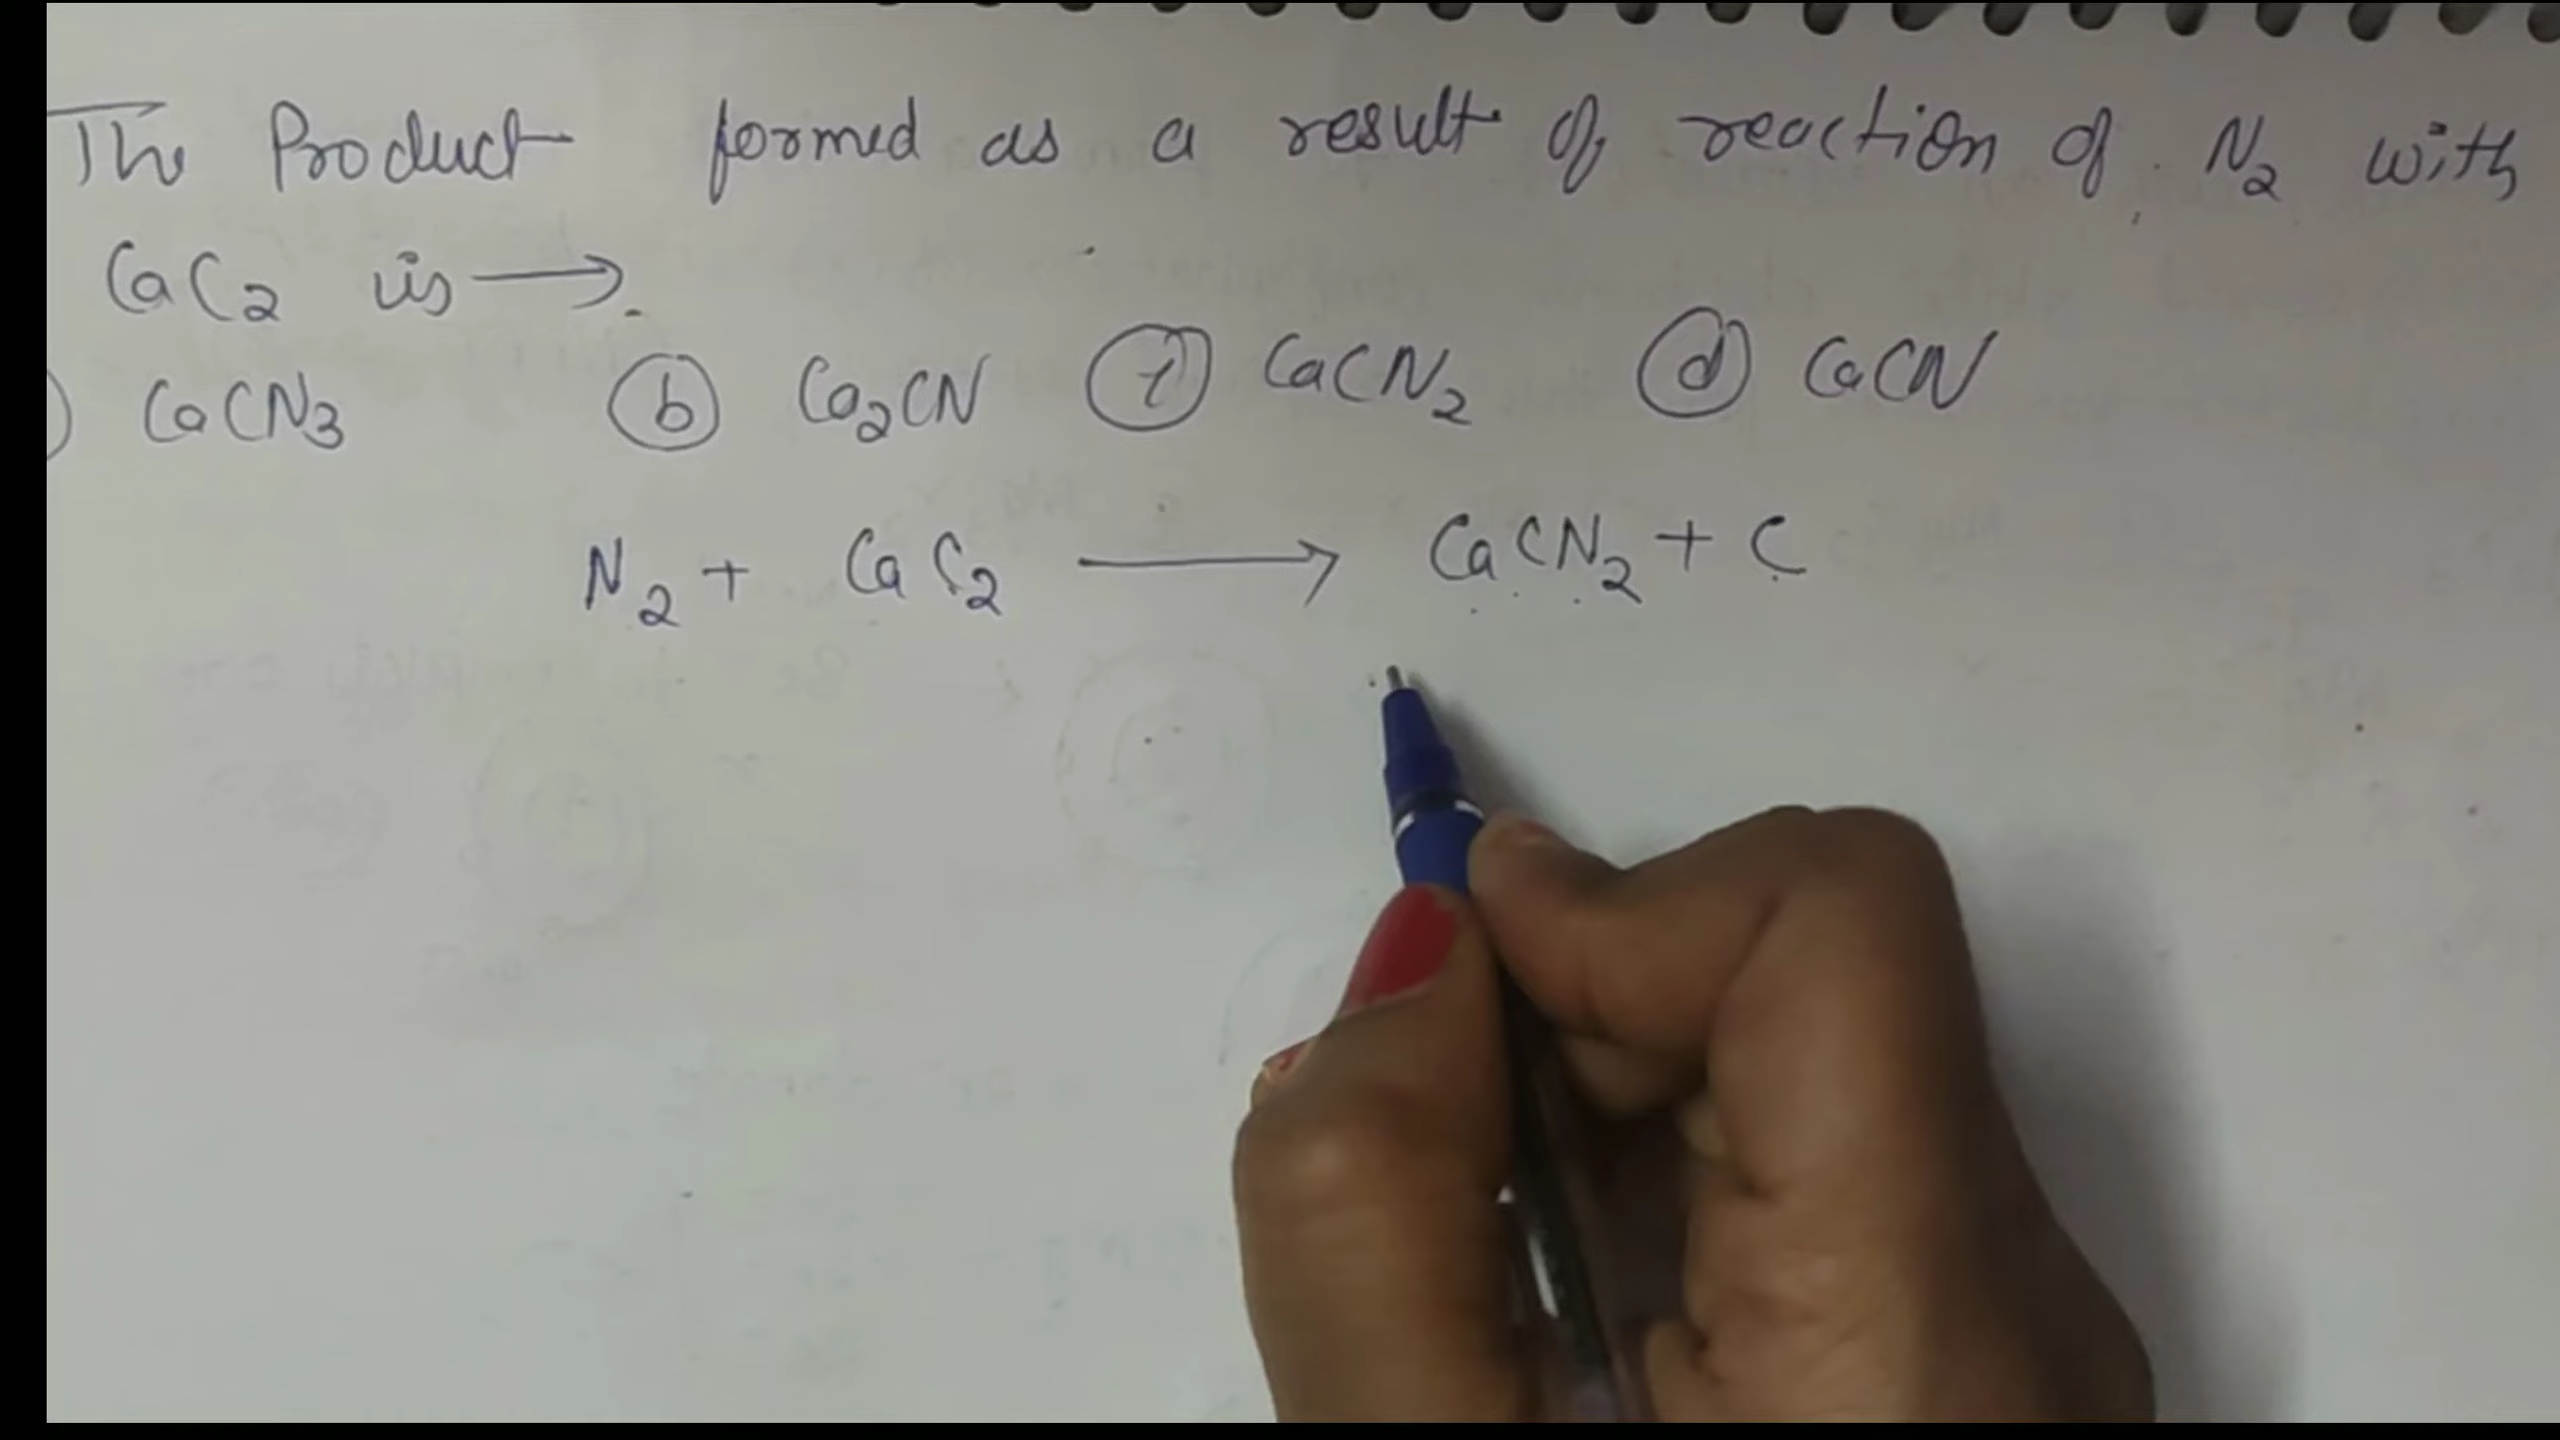 The Product formed as a result of reaction of N₂ with
CaC₂ is →
) CaCN₃ (b) Ca₂CN CaCN₂ (d) CaCN
N₂ + CaC₂ → CaCN₂ + C